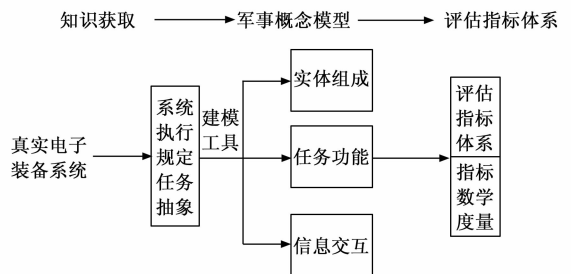 知识获取
军事概念模型
评估指标体系
真实电子
装备系统
系统
执行
规定
任务
抽象
建模
工具
实体组成
任务功能
信息交互
评估
指标
体系
指标
数学
度量